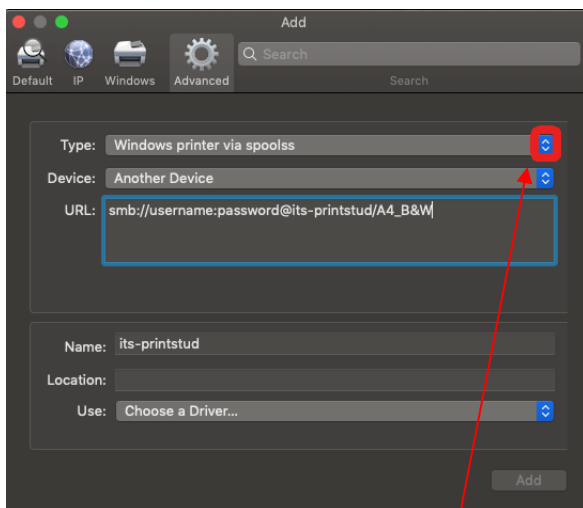 Add
Search
Default IP Windows Advanced Search
Type: Windows printer via spoolss
Device: Another Device
URL: smb://username:password@its-printstud/A4_B&W
Name: its-printstud
Location:
Use: Choose a Driver...
Add